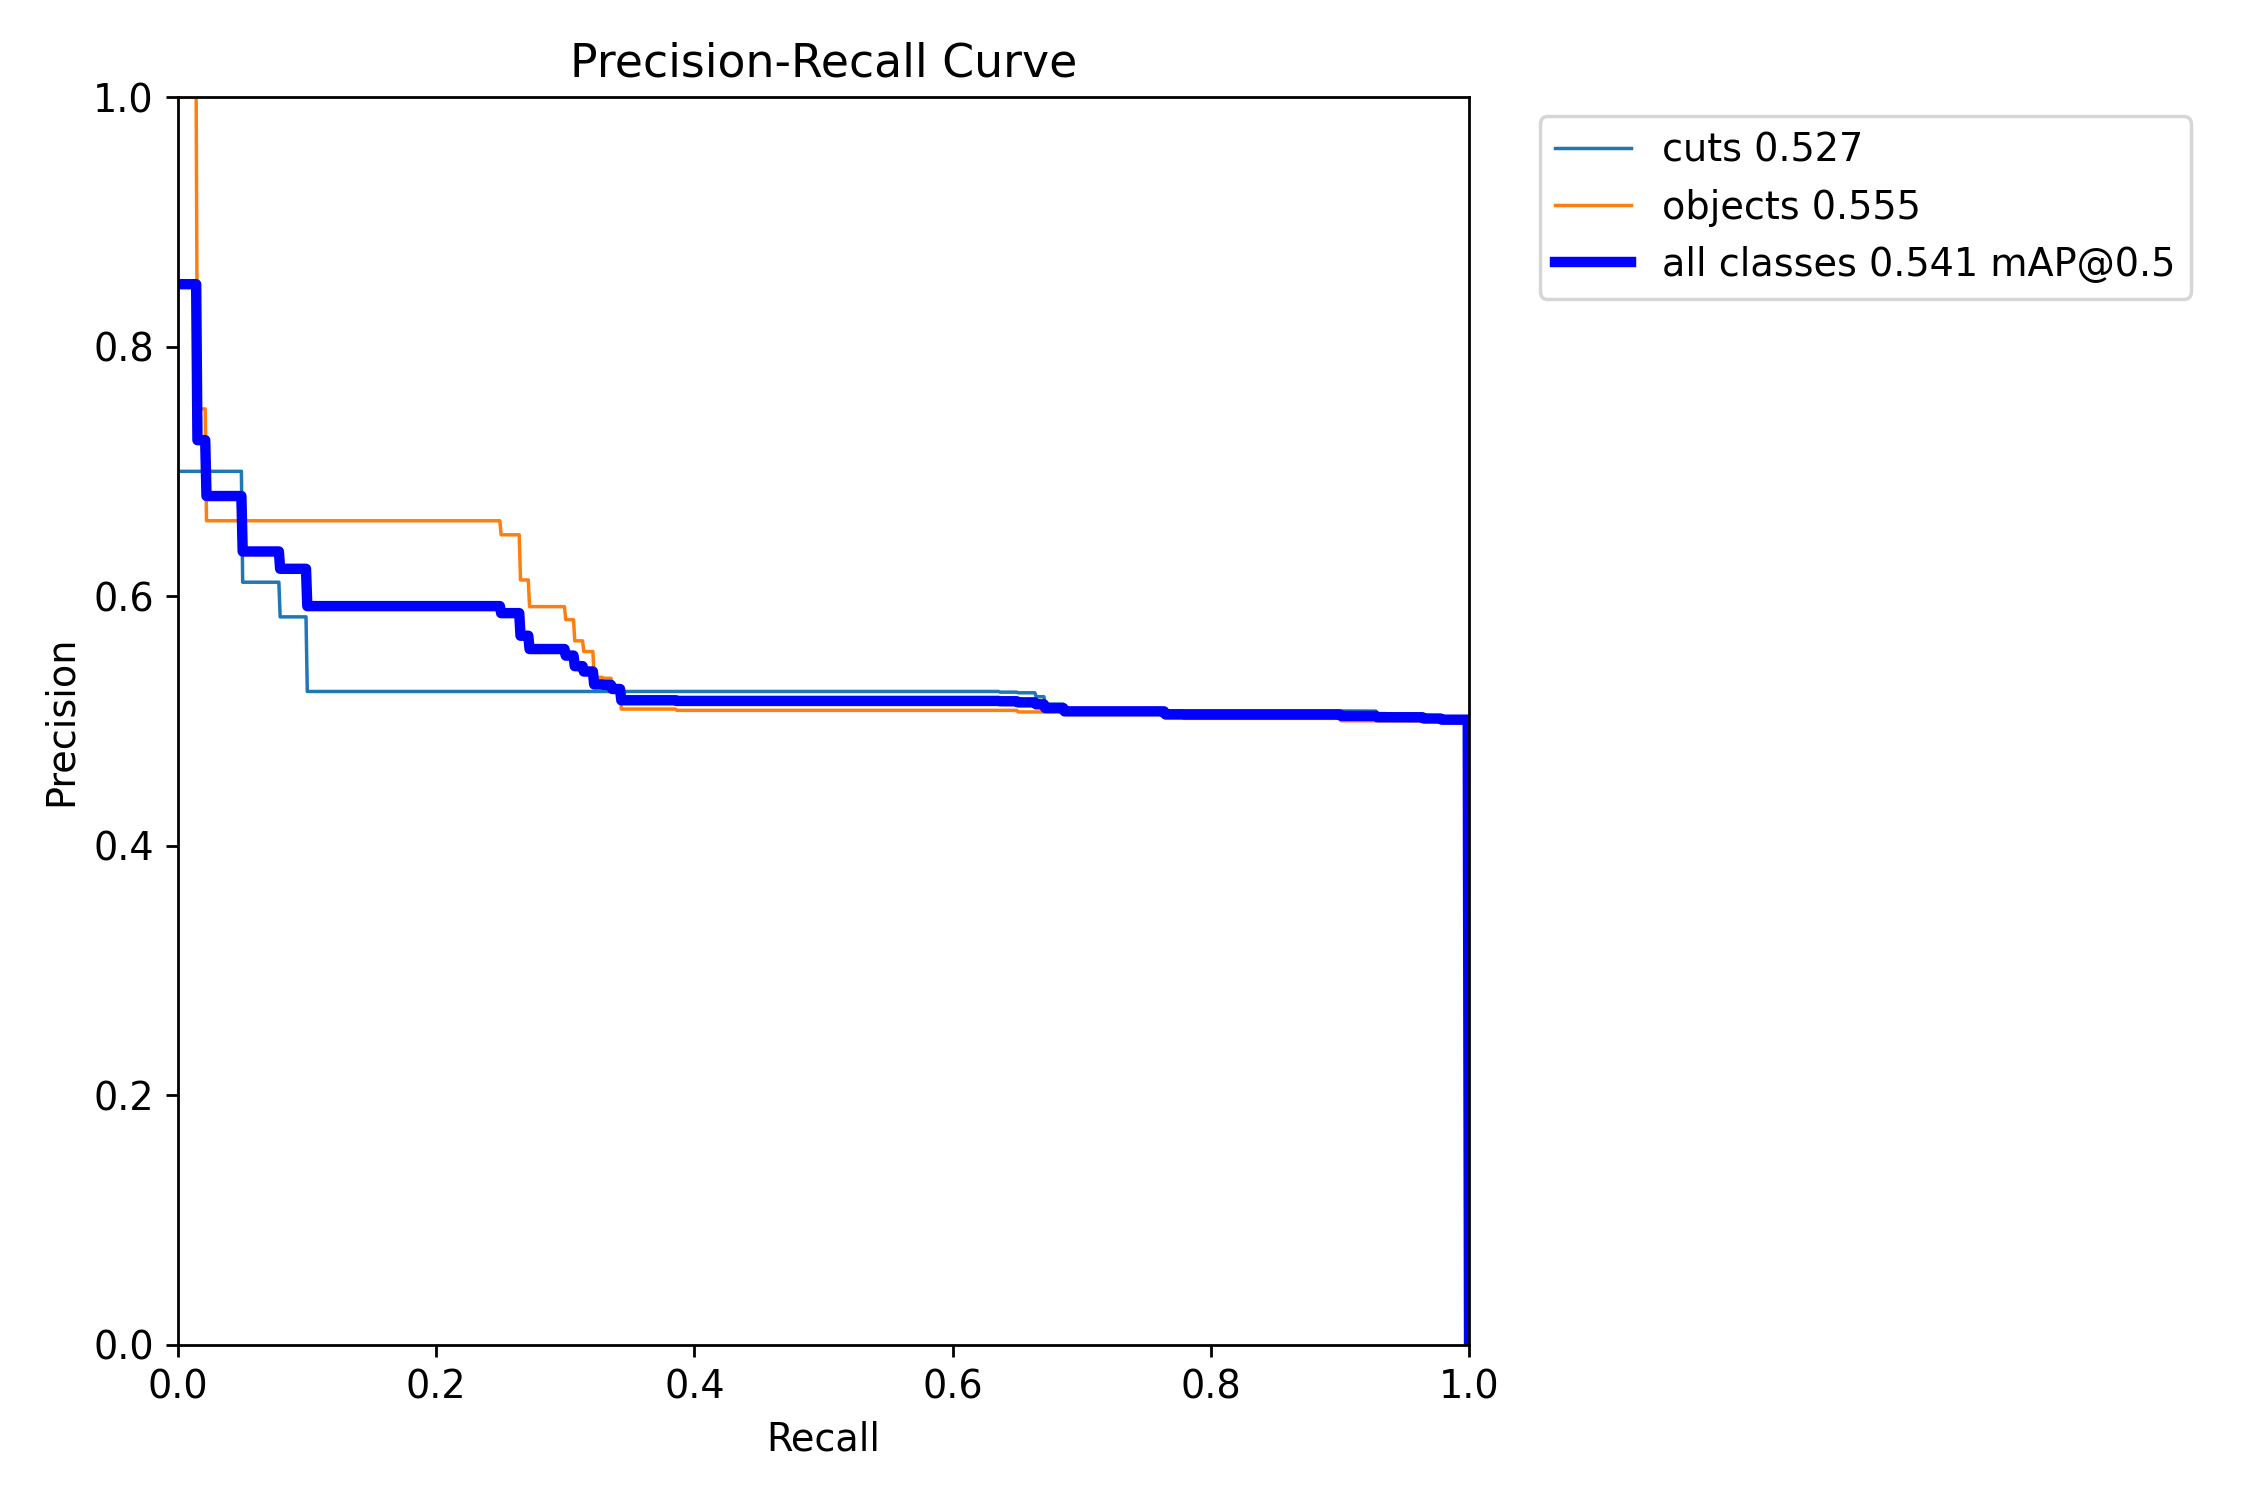 Precision-Recall Curve
1.0
0.8
0.6
0.4
0.2
0.0
Precision
0.0 0.2 0.4 0.6 0.8 1.0
Recall
cuts 0.527
objects 0.555
all classes 0.541 mAP@0.5